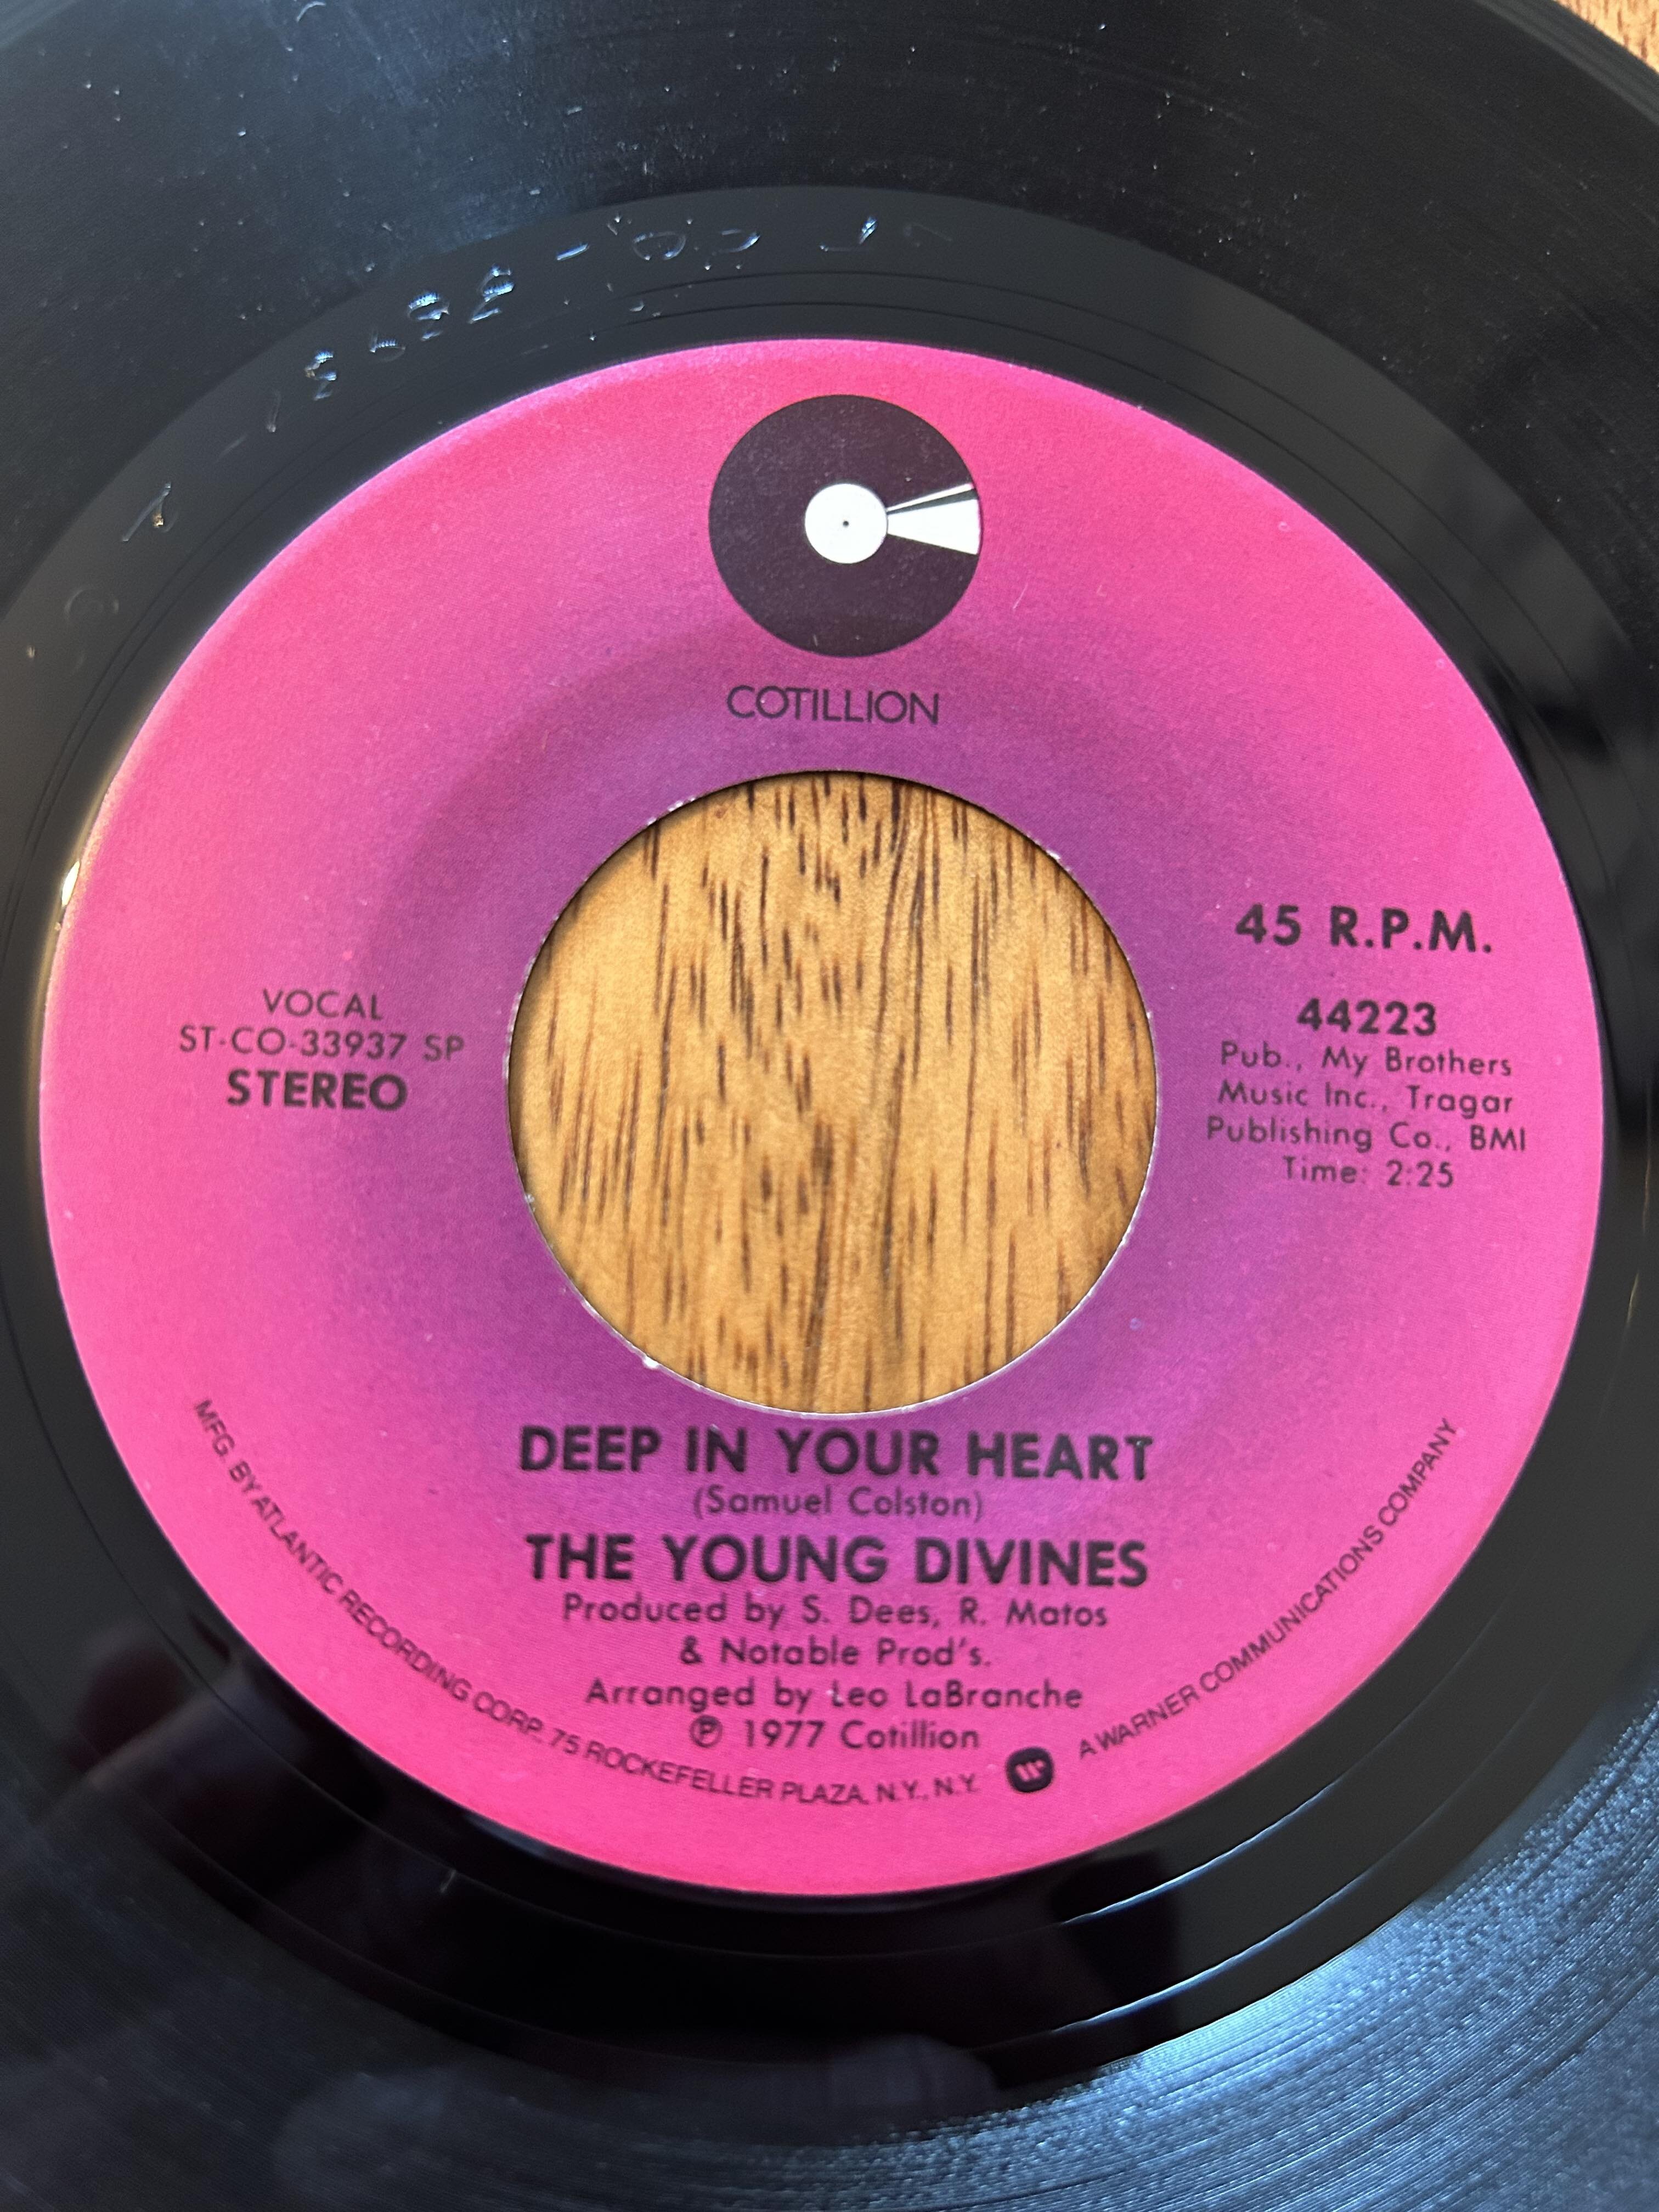 COTILLION
VOCAL
ST-CO-33937 SP
STEREO
45 R.P.M.
44223
Pub., My Brothers
Music Inc., Tragar
Publishing Co., BMI
Time: 2:25
DEEP IN YOUR HEART
(Samuel Colston)
THE YOUNG DIVINES
Produced by S. Dees, R. Matos
& Notable Prod's.
Arranged by Leo LaBranche
℗ 1977 Cotillion
MFG. BY ATLANTIC RECORDING CORP. 75 ROCKEFELLER PLAZA, N.Y., N.Y. A WARNER COMMUNICATIONS COMPANY